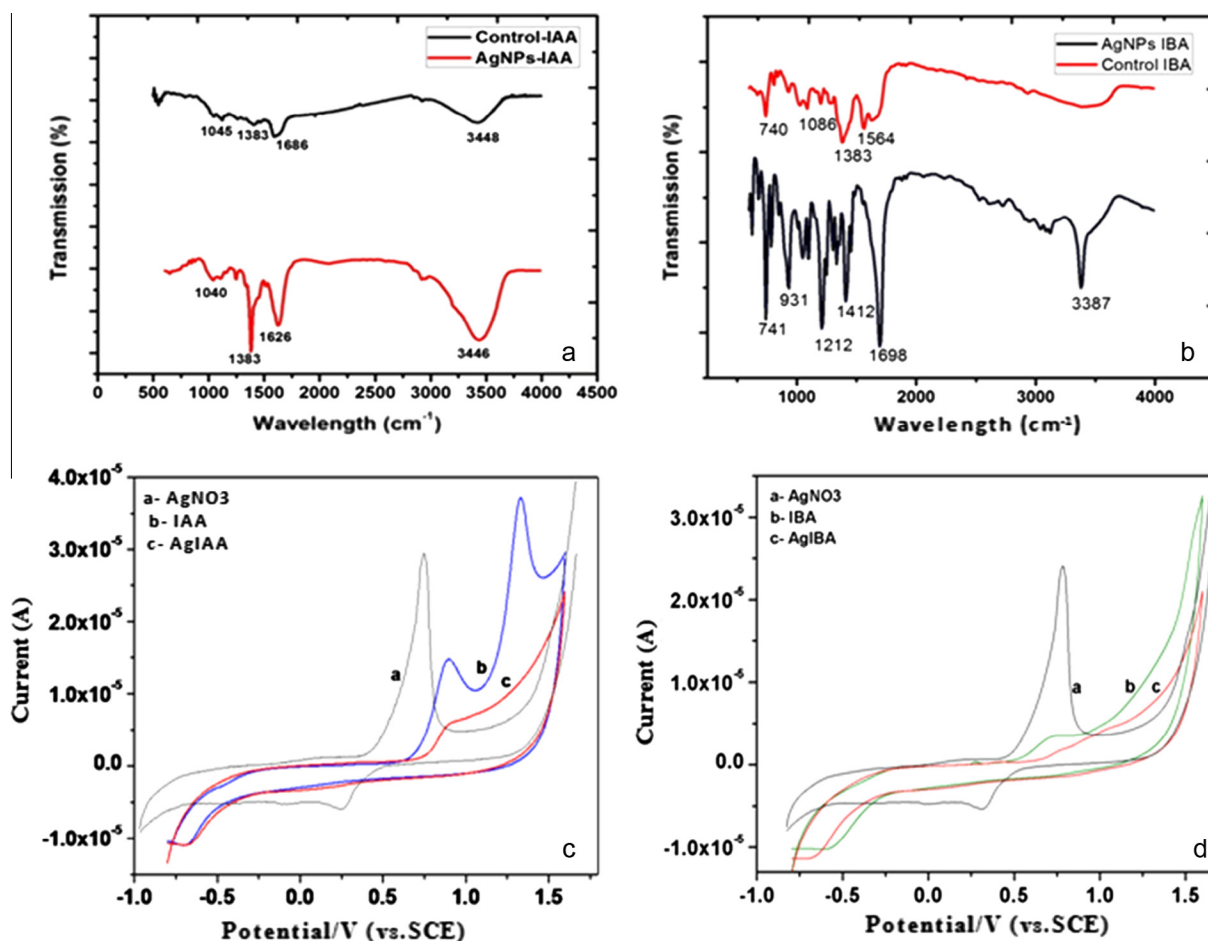 Control-IAA
AgNPs-IAA
Transmission (%)
1045
1383
1686
3448
1040
1383
1626
3446
a
0 500 1000 1500 2000 2500 3000 3500 4000 4500
Wavelength (cm⁻¹)
AgNPs IBA
Control IBA
Transmission (%)
740
1086
1383
1564
741
931
1212
1412
1698
3387
b
1000 2000 3000 4000
Wavelength (cm⁻¹)
a- AgNO3
b- IAA
c- AgIAA
Current (A)
4.0x10⁻⁵
3.0x10⁻⁵
2.0x10⁻⁵
1.0x10⁻⁵
0.0
-1.0x10⁻⁵
a
b
c
c
-1.0 -0.5 0.0 0.5 1.0 1.5
Potential/V (vs.SCE)
a- AgNO3
b- IBA
c- AgIBA
Current (A)
3.0x10⁻⁵
2.0x10⁻⁵
1.0x10⁻⁵
0.0
-1.0x10⁻⁵
a
b
c
d
-1.0 -0.5 0.0 0.5 1.0 1.5
Potential/V (vs.SCE)